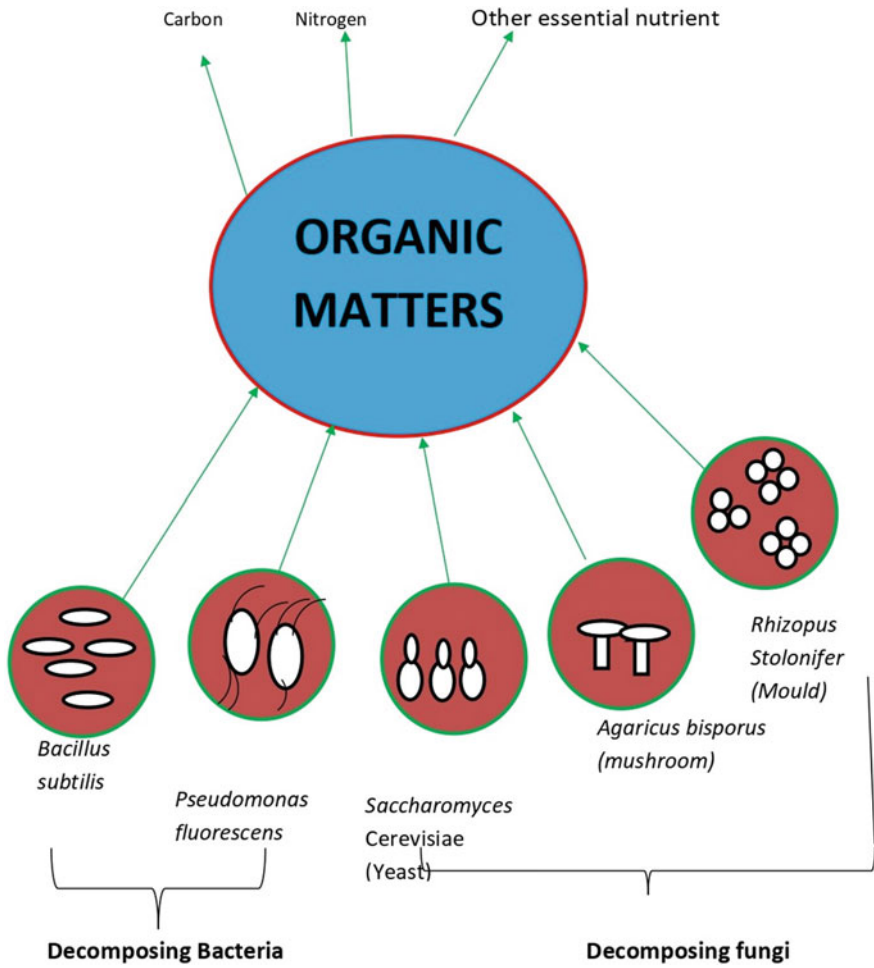 Carbon
Nitrogen
Other essential nutrient
ORGANIC
MATTERS
Bacillus
subtilis
Pseudomonas
fluorescens
Saccharomyces
Cerevisiae
(Yeast)
Agaricus bisporus
(mushroom)
Rhizopus
Stolonifer
(Mould)
Decomposing Bacteria
Decomposing fungi